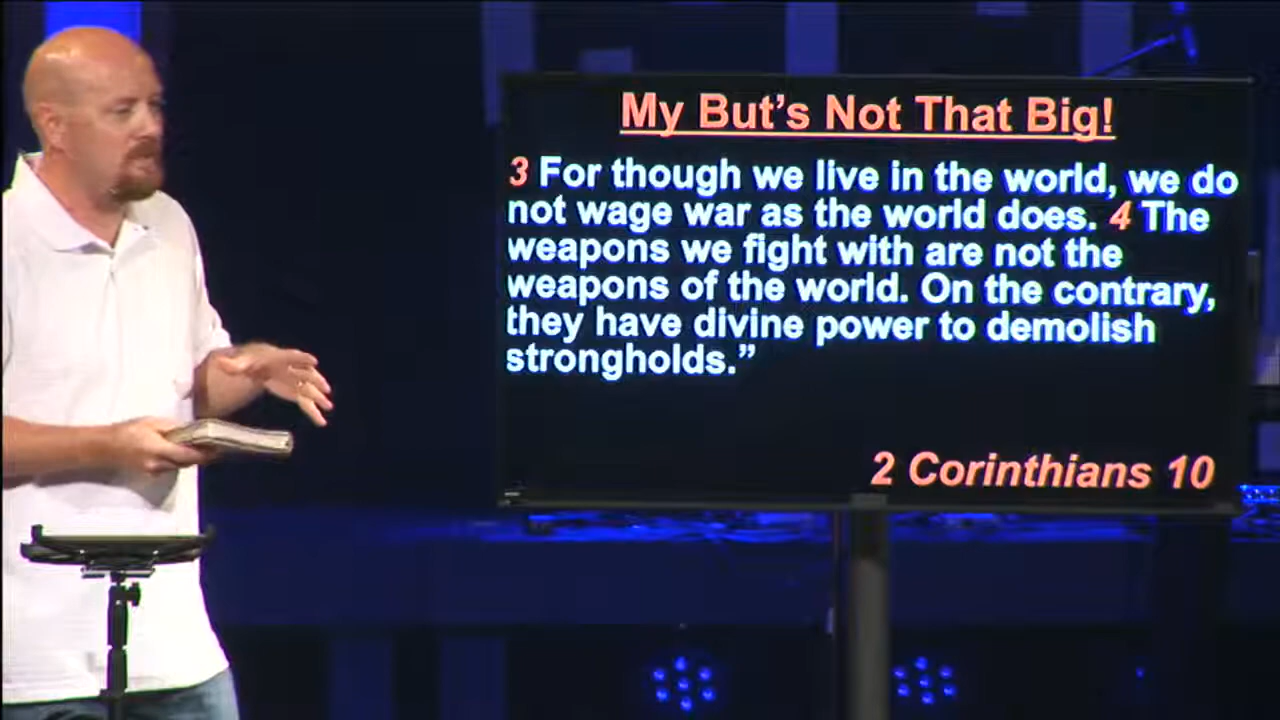 My But’s Not That Big!
3 For though we live in the world, we do
not wage war as the world does. 4 The
weapons we fight with are not the
weapons of the world. On the contrary,
they have divine power to demolish
strongholds.”
2 Corinthians 10